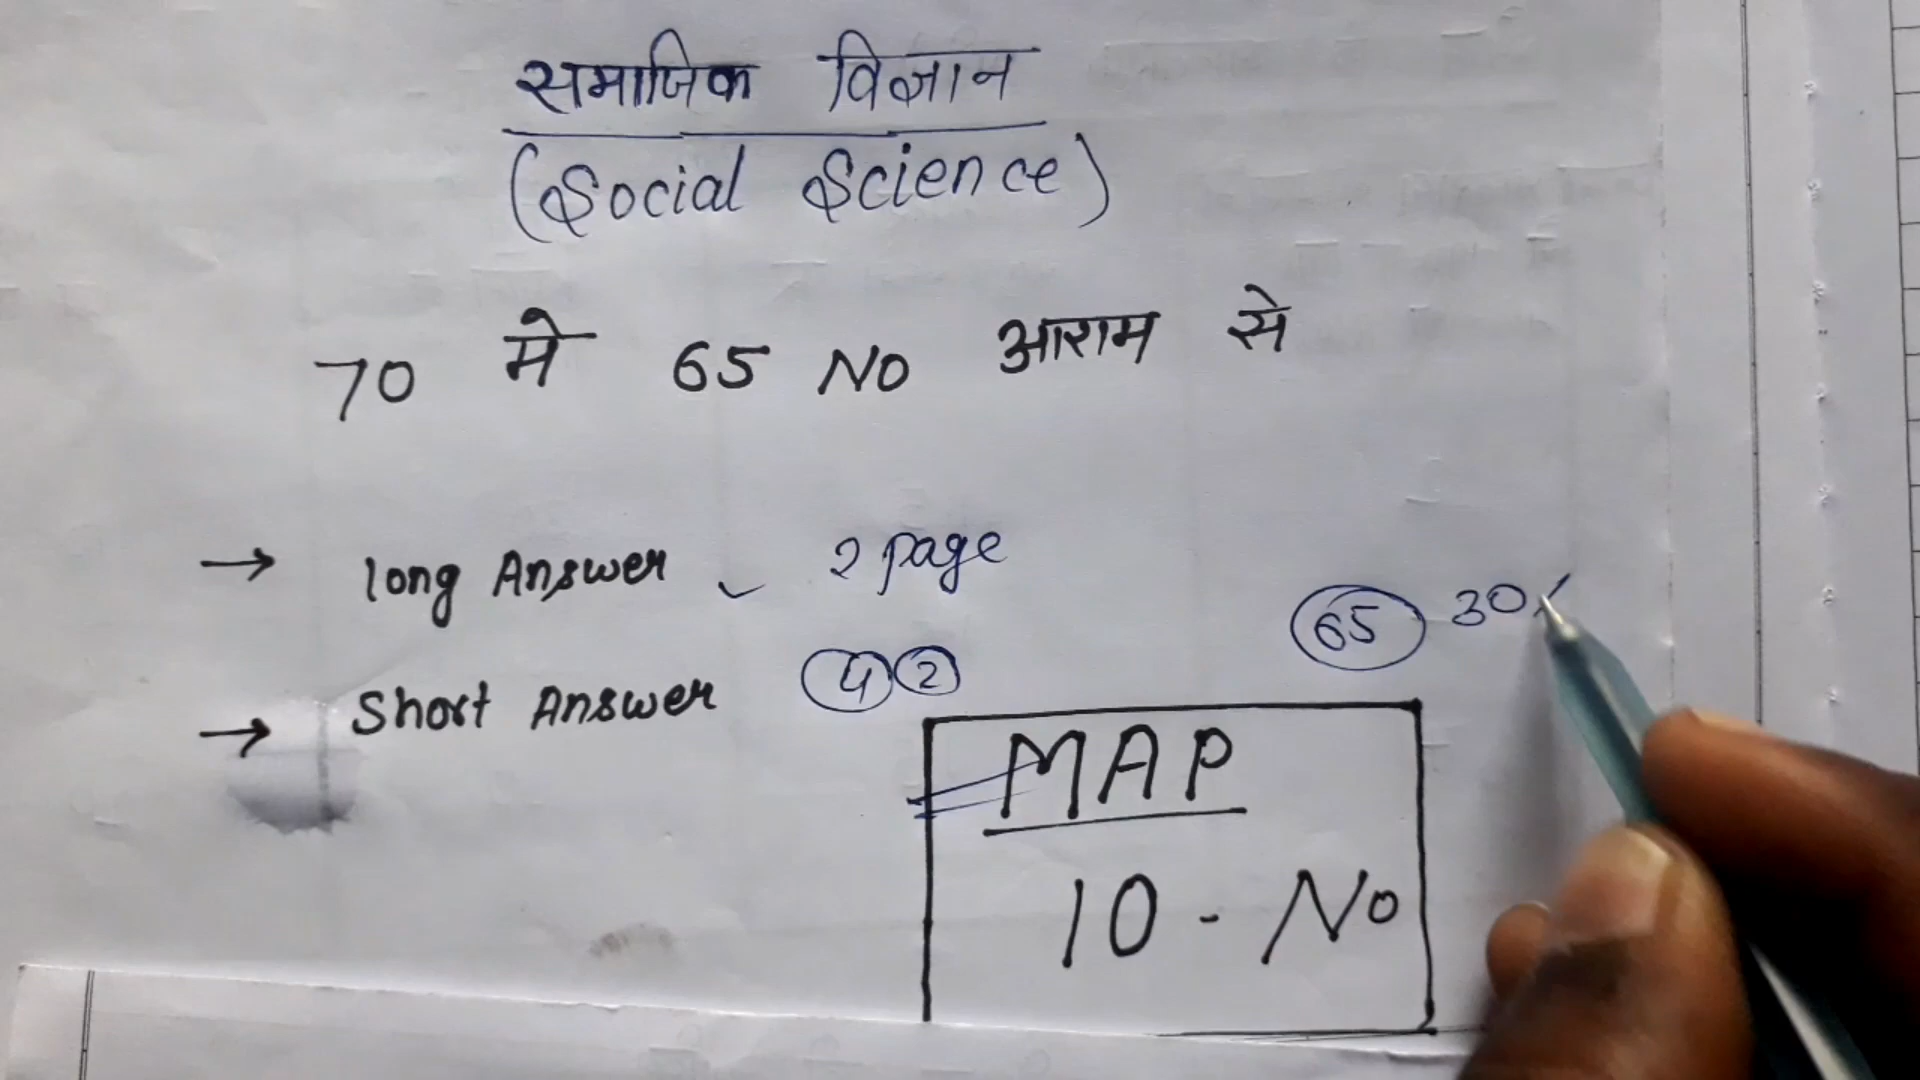 समाजिक विज्ञान
(Social Science)
70 मे 65 No आराम से
→ long Answer ✓ 2 page
65 30%
→ Short Answer 4 2
MAP
10 - No